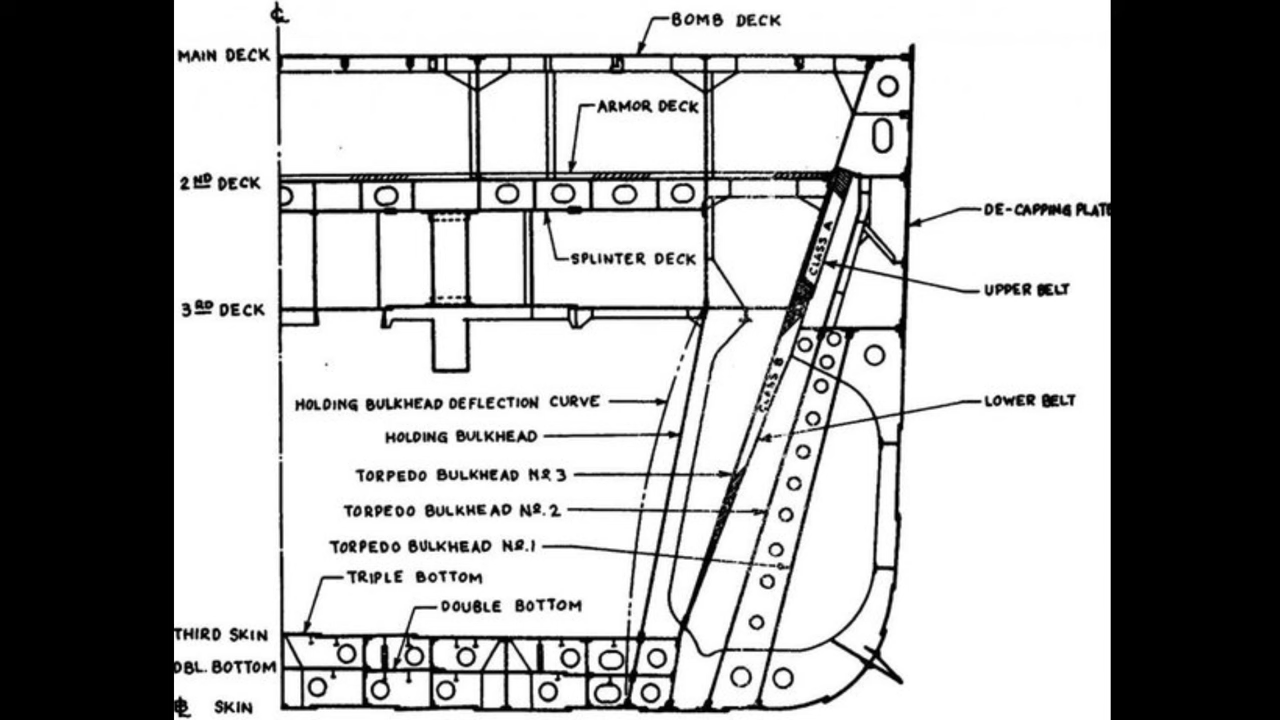 ℄
BOMB DECK
MAIN DECK
ARMOR DECK
2ND DECK
DE-CAPPING PLATE
CLASS A
SPLINTER DECK
UPPER BELT
3RD DECK
CLASS B
HOLDING BULKHEAD DEFLECTION CURVE
LOWER BELT
HOLDING BULKHEAD
TORPEDO BULKHEAD No. 3
TORPEDO BULKHEAD No. 2
TORPEDO BULKHEAD No. 1
TRIPLE BOTTOM
DOUBLE BOTTOM
THIRD SKIN
DBL. BOTTOM
SKIN